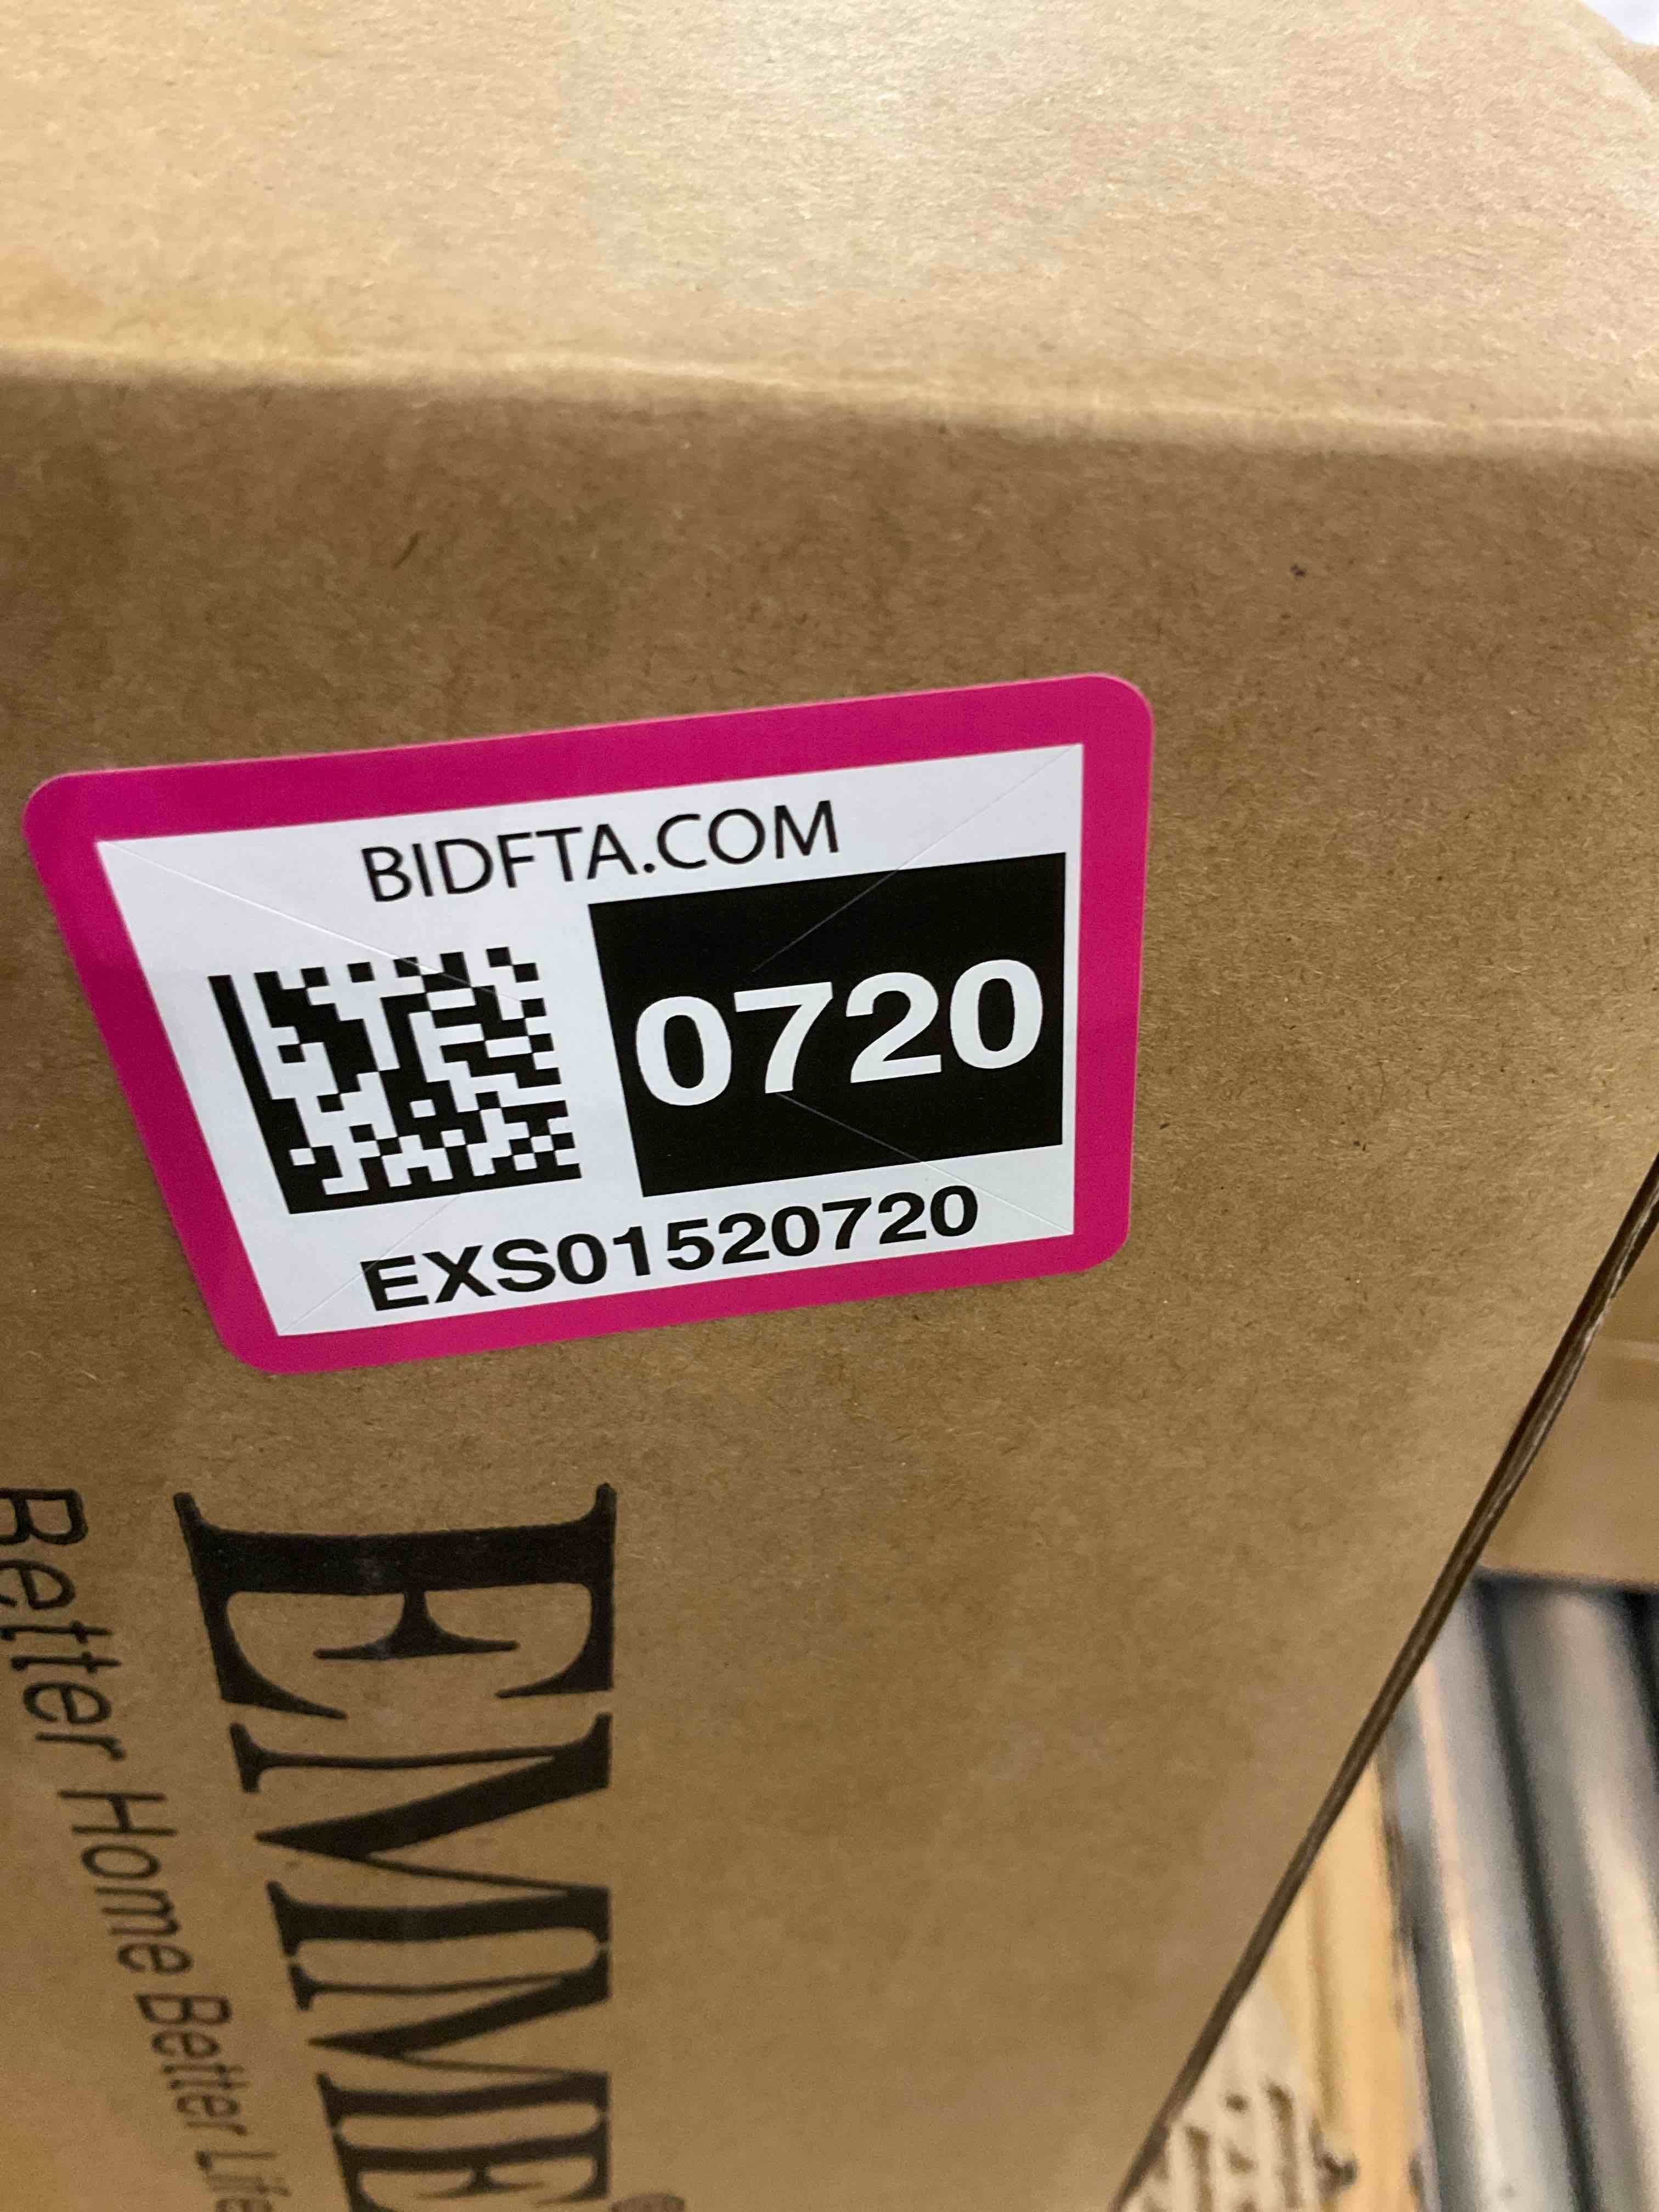 BIDFTA.COM
0720
EXS01520720
EMME®
Better Home Better Life